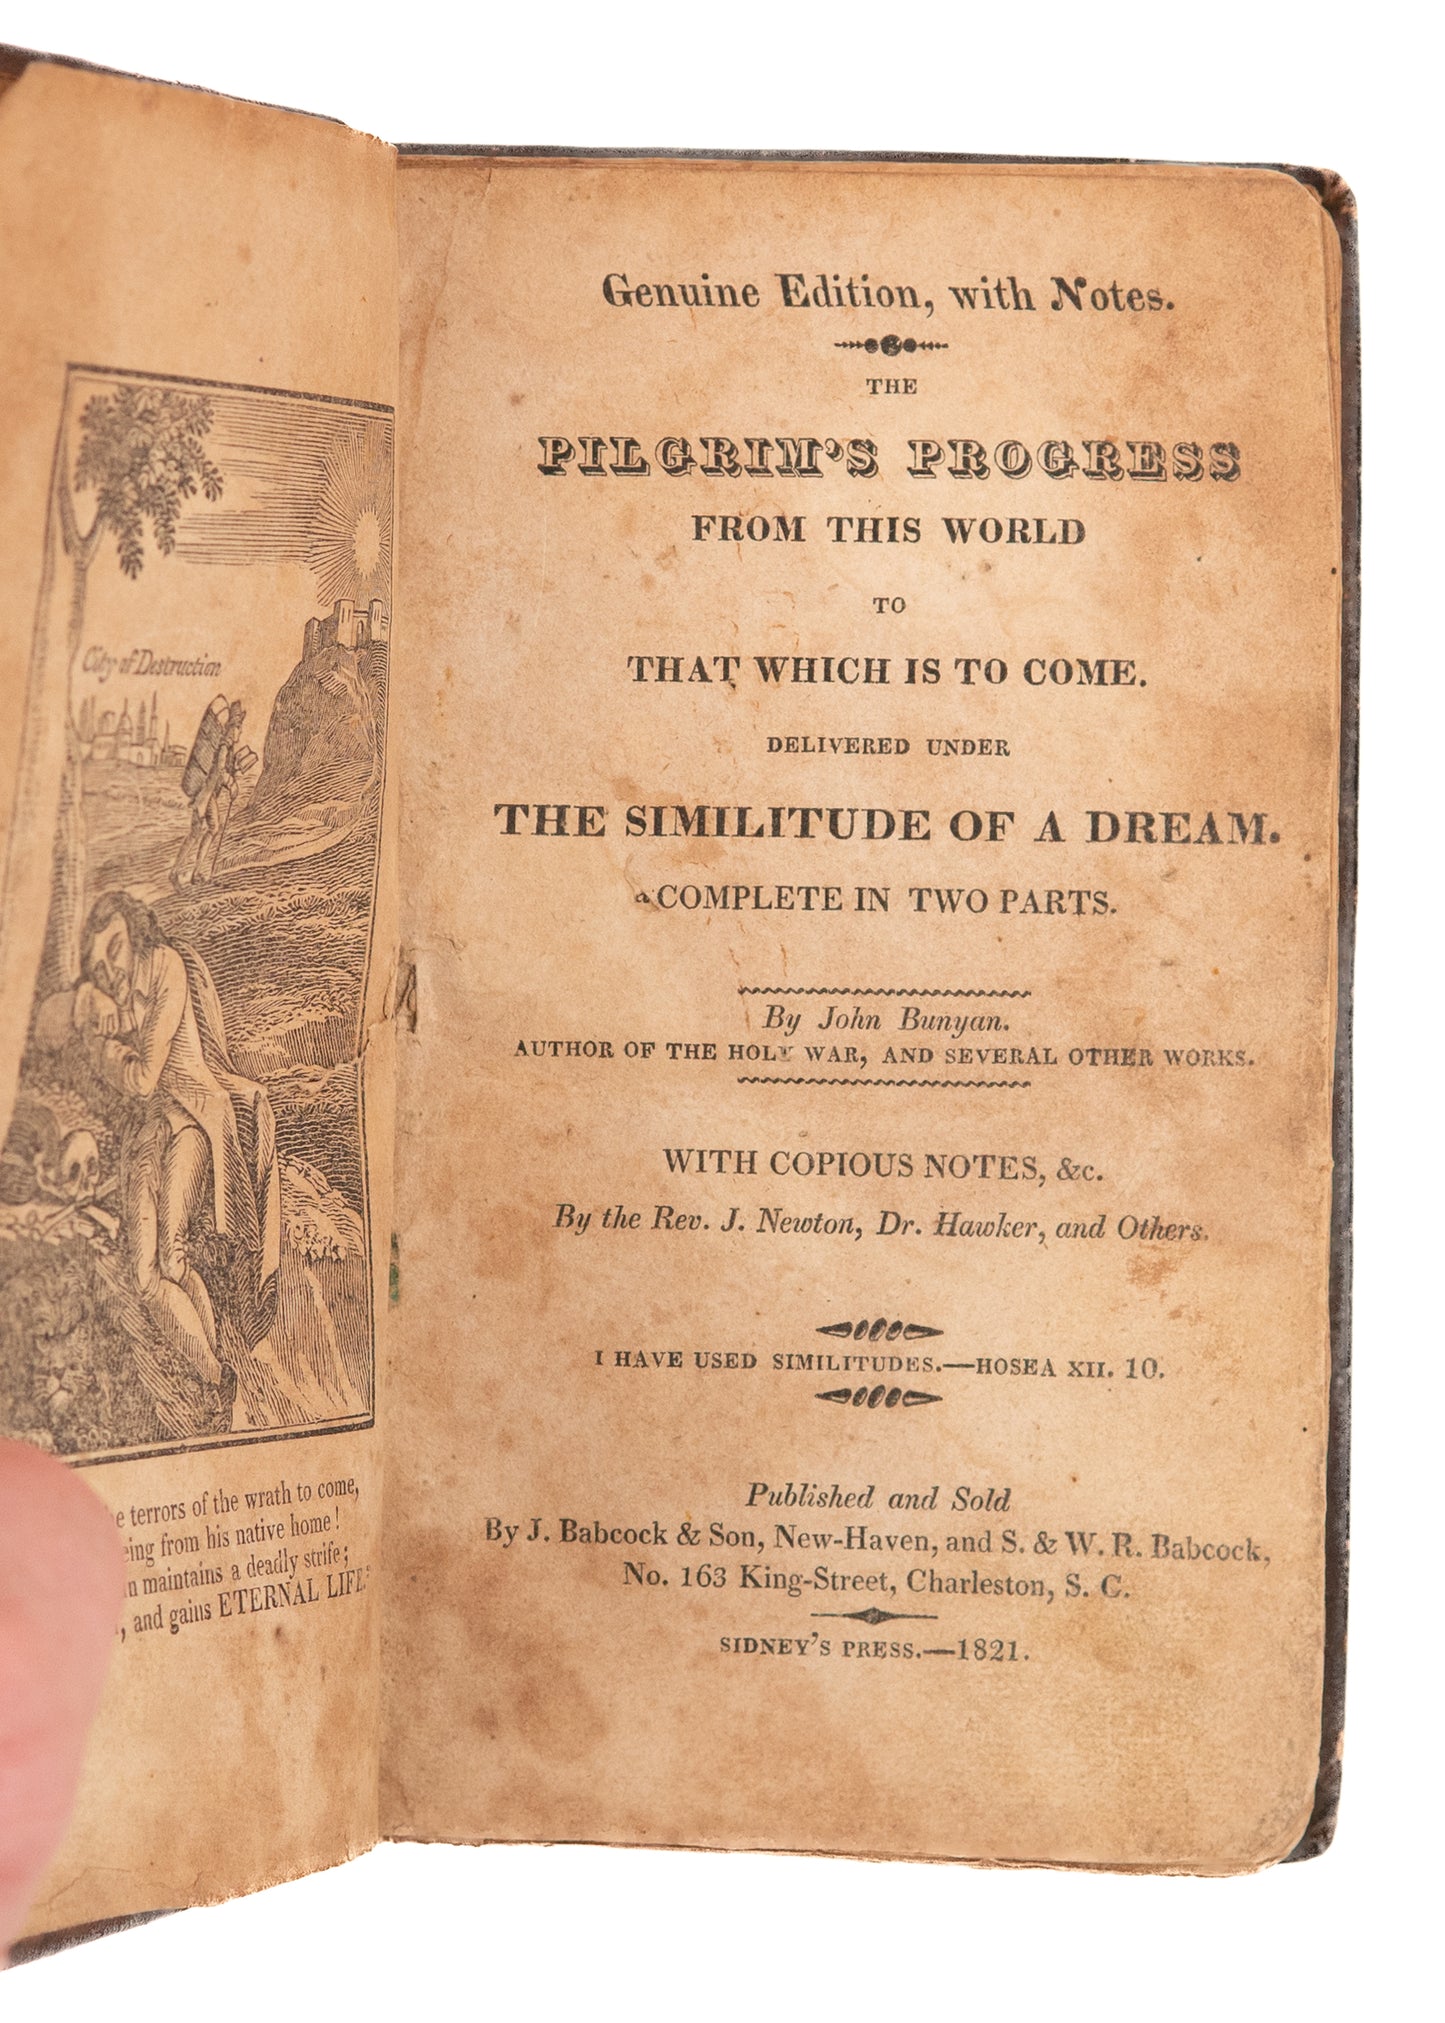 City of Destruction
terrors of the wrath to come,
from his native home!
maintains a deadly strife;
, and gains ETERNAL LIFE.
Genuine Edition, with Notes.
THE
PILGRIM'S PROGRESS
FROM THIS WORLD
TO
THAT WHICH IS TO COME.
DELIVERED UNDER
THE SIMILITUDE OF A DREAM.
COMPLETE IN TWO PARTS.
By John Bunyan.
AUTHOR OF THE HOLY WAR, AND SEVERAL OTHER WORKS.
WITH COPIOUS NOTES, &c.
By the Rev. J. Newton, Dr. Hawker, and Others.
I HAVE USED SIMILITUDES.—HOSEA XII. 10.
Published and Sold
By J. Babcock & Son, New-Haven, and S. & W. R. Babcock,
No. 163 King-Street, Charleston, S. C.
SIDNEY'S PRESS.—1821.